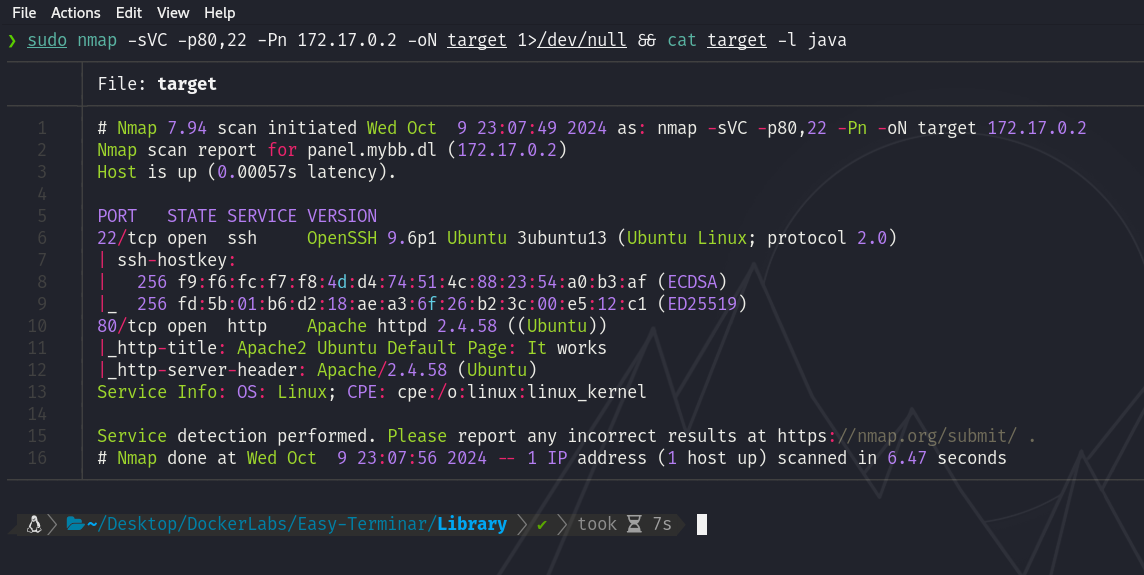 File Actions Edit View Help
❯ sudo nmap -sVC -p80,22 -Pn 172.17.0.2 -oN target 1>/dev/null && cat target -l java
File: target
1 # Nmap 7.94 scan initiated Wed Oct  9 23:07:49 2024 as: nmap -sVC -p80,22 -Pn -oN target 172.17.0.2
2 Nmap scan report for panel.mybb.dl (172.17.0.2)
3 Host is up (0.00057s latency).
4
5 PORT   STATE SERVICE VERSION
6 22/tcp open  ssh     OpenSSH 9.6p1 Ubuntu 3ubuntu13 (Ubuntu Linux; protocol 2.0)
7 | ssh-hostkey:
8 |   256 f9:f6:fc:f7:f8:4d:d4:74:51:4c:88:23:54:a0:b3:af (ECDSA)
9 |_  256 fd:5b:01:b6:d2:18:ae:a3:6f:26:b2:3c:00:e5:12:c1 (ED25519)
10 80/tcp open  http    Apache httpd 2.4.58 ((Ubuntu))
11 |_http-title: Apache2 Ubuntu Default Page: It works
12 |_http-server-header: Apache/2.4.58 (Ubuntu)
13 Service Info: OS: Linux; CPE: cpe:/o:linux:linux_kernel
14
15 Service detection performed. Please report any incorrect results at https://nmap.org/submit/ .
16 # Nmap done at Wed Oct  9 23:07:56 2024 -- 1 IP address (1 host up) scanned in 6.47 seconds
~/Desktop/DockerLabs/Easy-Terminar/Library ✔ took 7s